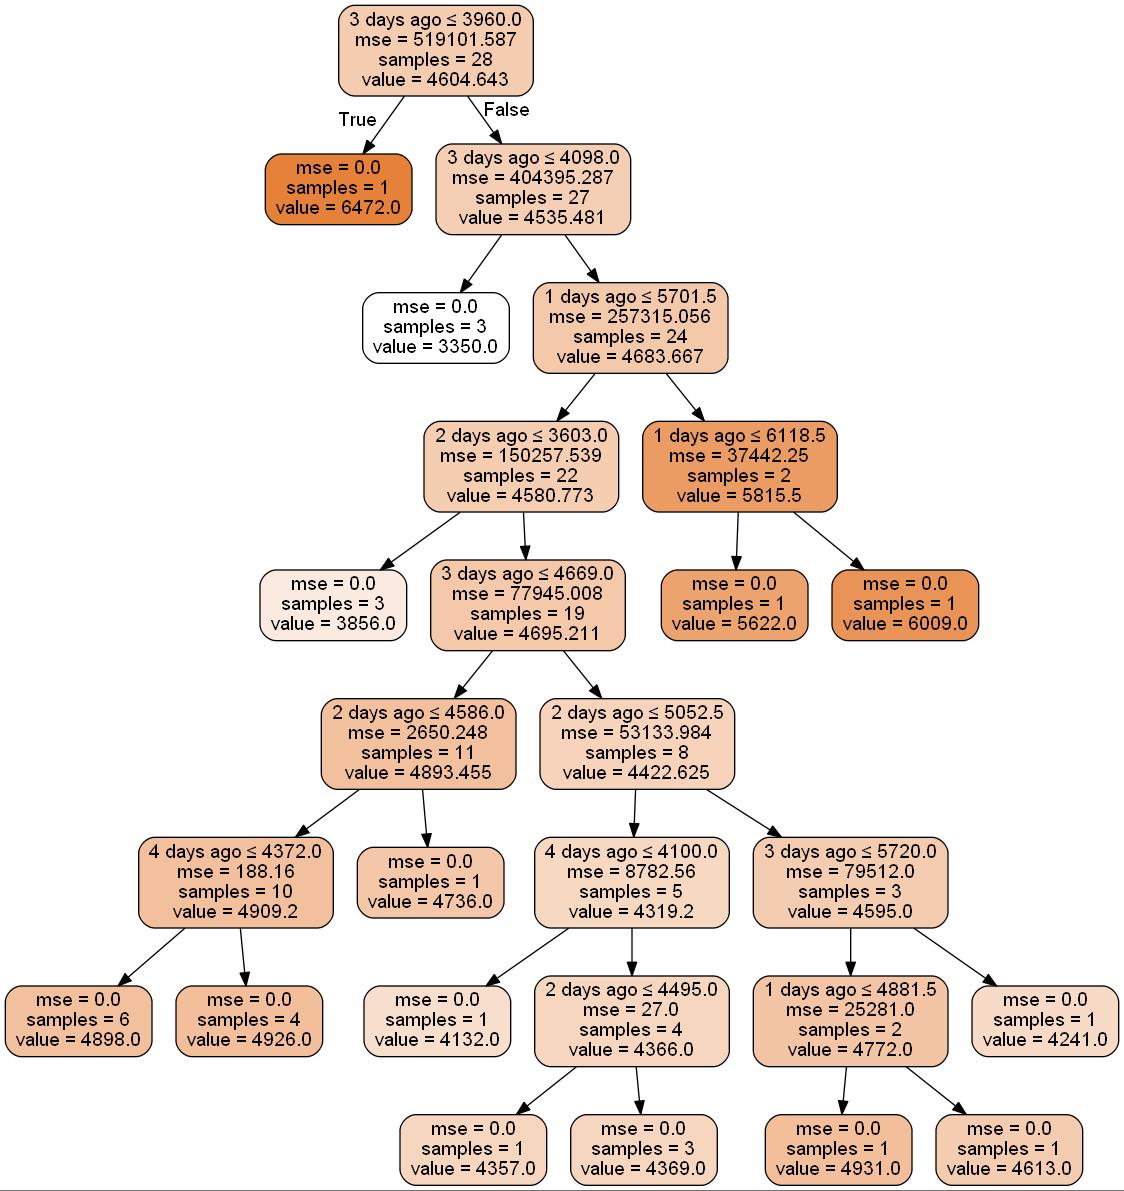 3 days ago ≤ 3960.0
mse = 519101.587
samples = 28
value = 4604.643
True
False
mse = 0.0
samples = 1
value = 6472.0
3 days ago ≤ 4098.0
mse = 404395.287
samples = 27
value = 4535.481
mse = 0.0
samples = 3
value = 3350.0
1 days ago ≤ 5701.5
mse = 257315.056
samples = 24
value = 4683.667
2 days ago ≤ 3603.0
mse = 150257.539
samples = 22
value = 4580.773
1 days ago ≤ 6118.5
mse = 37442.25
samples = 2
value = 5815.5
mse = 0.0
samples = 3
value = 3856.0
3 days ago ≤ 4669.0
mse = 77945.008
samples = 19
value = 4695.211
mse = 0.0
samples = 1
value = 5622.0
mse = 0.0
samples = 1
value = 6009.0
2 days ago ≤ 4586.0
mse = 2650.248
samples = 11
value = 4893.455
2 days ago ≤ 5052.5
mse = 53133.984
samples = 8
value = 4422.625
4 days ago ≤ 4372.0
mse = 188.16
samples = 10
value = 4909.2
mse = 0.0
samples = 1
value = 4736.0
4 days ago ≤ 4100.0
mse = 8782.56
samples = 5
value = 4319.2
3 days ago ≤ 5720.0
mse = 79512.0
samples = 3
value = 4595.0
mse = 0.0
samples = 6
value = 4898.0
mse = 0.0
samples = 4
value = 4926.0
mse = 0.0
samples = 1
value = 4132.0
2 days ago ≤ 4495.0
mse = 27.0
samples = 4
value = 4366.0
1 days ago ≤ 4881.5
mse = 25281.0
samples = 2
value = 4772.0
mse = 0.0
samples = 1
value = 4241.0
mse = 0.0
samples = 1
value = 4357.0
mse = 0.0
samples = 3
value = 4369.0
mse = 0.0
samples = 1
value = 4931.0
mse = 0.0
samples = 1
value = 4613.0